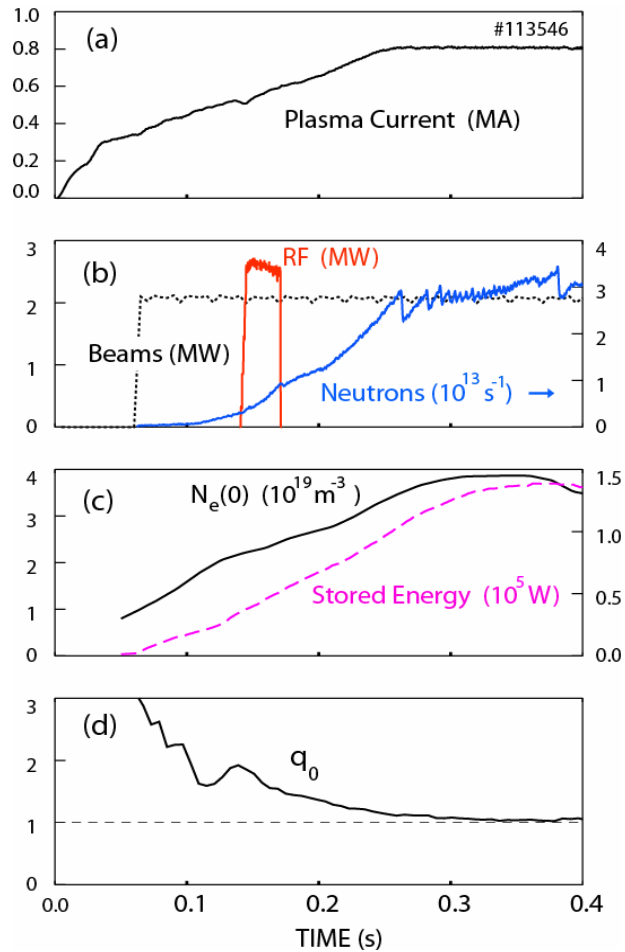 1.0
(a)
#113546
0.8
0.6
Plasma Current (MA)
0.4
0.2
0.0
3
(b)
RF (MW)
4
2
3
Beams (MW)
2
1
Neutrons (10¹³ s⁻¹) →
1
0
0
4
(c)
Nₑ(0) (10¹⁹ m⁻³)
1.5
3
1.0
2
Stored Energy (10⁵ W)
0.5
1
0
0.0
3
(d)
2
q₀
1
0
0.0
0.1
0.2
0.3
0.4
TIME (s)